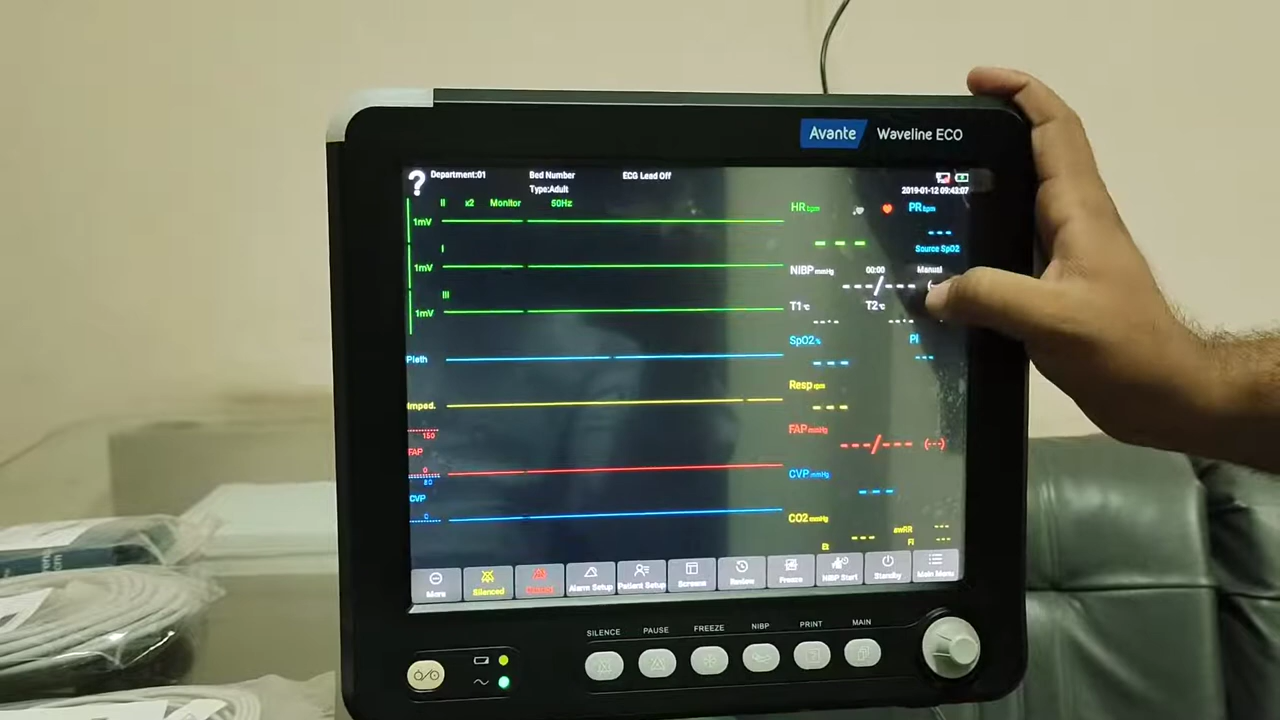 Avante Waveline ECO
? Department:01 Bed Number ECG Lead Off
Type:Adult
2019-01-12 09:43:07
II x2 Monitor 50Hz
1mV
I
1mV
III
1mV
Pleth
Imped.
150
FAP
0
20
CVP
0
HR bpm PR bpm
---
---
Source SpO2
NIBP mmHg 00:00 Manual
---/---
T1 °C T2 °C
--.- --.-
SpO2 % PI
--- ---
Resp rpm
---
FAP mmHg
---/--- (--)
CVP mmHg
---
CO2 mmHg
awRR ---
Et --- FI ---
More Silenced Alarm Setup Patient Setup Screens Review Freeze NIBP Start Standby Main Menu
SILENCE PAUSE FREEZE NIBP PRINT MAIN